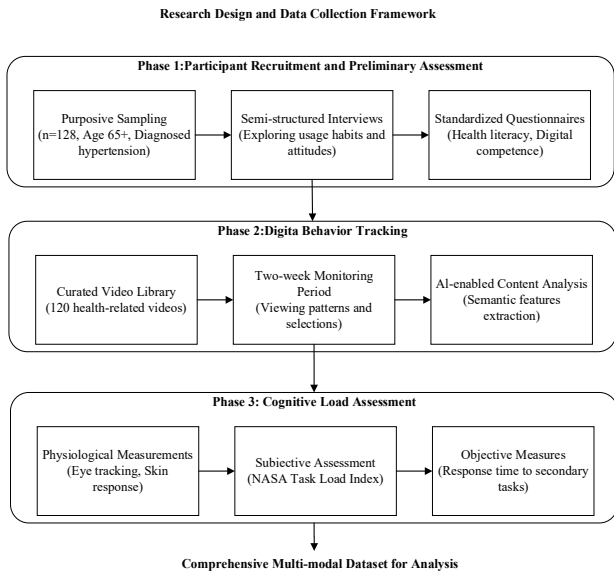 Research Design and Data Collection Framework
Phase 1:Participant Recruitment and Preliminary Assessment
Purposive Sampling
(n=128, Age 65+, Diagnosed
hypertension)
Semi-structured Interviews
(Exploring usage habits and
attitudes)
Standardized Questionnaires
(Health literacy, Digital
competence)
Phase 2:Digita Behavior Tracking
Curated Video Library
(120 health-related videos)
Two-week Monitoring
Period
(Viewing patterns and
selections)
Al-enabled Content Analysis
(Semantic features
extraction)
Phase 3: Cognitive Load Assessment
Physiological Measurements
(Eye tracking, Skin
response)
Subiective Assessment
(NASA Task Load Index)
Objective Measures
(Response time to secondary
tasks)
Comprehensive Multi-modal Dataset for Analysis